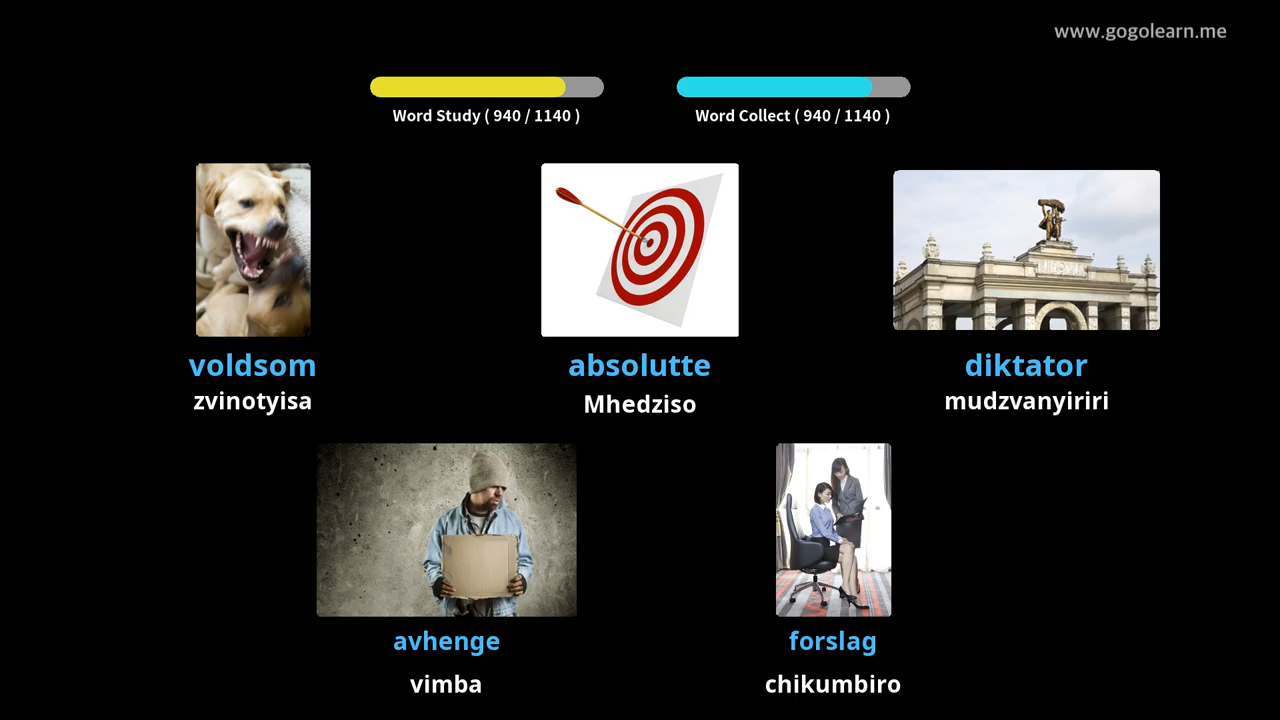 www.gogolearn.me
Word Study ( 940 / 1140 )
Word Collect ( 940 / 1140 )
voldsom
zvinotyisa
absolutte
Mhedziso
diktator
mudzvanyiriri
avhenge
vimba
forslag
chikumbiro